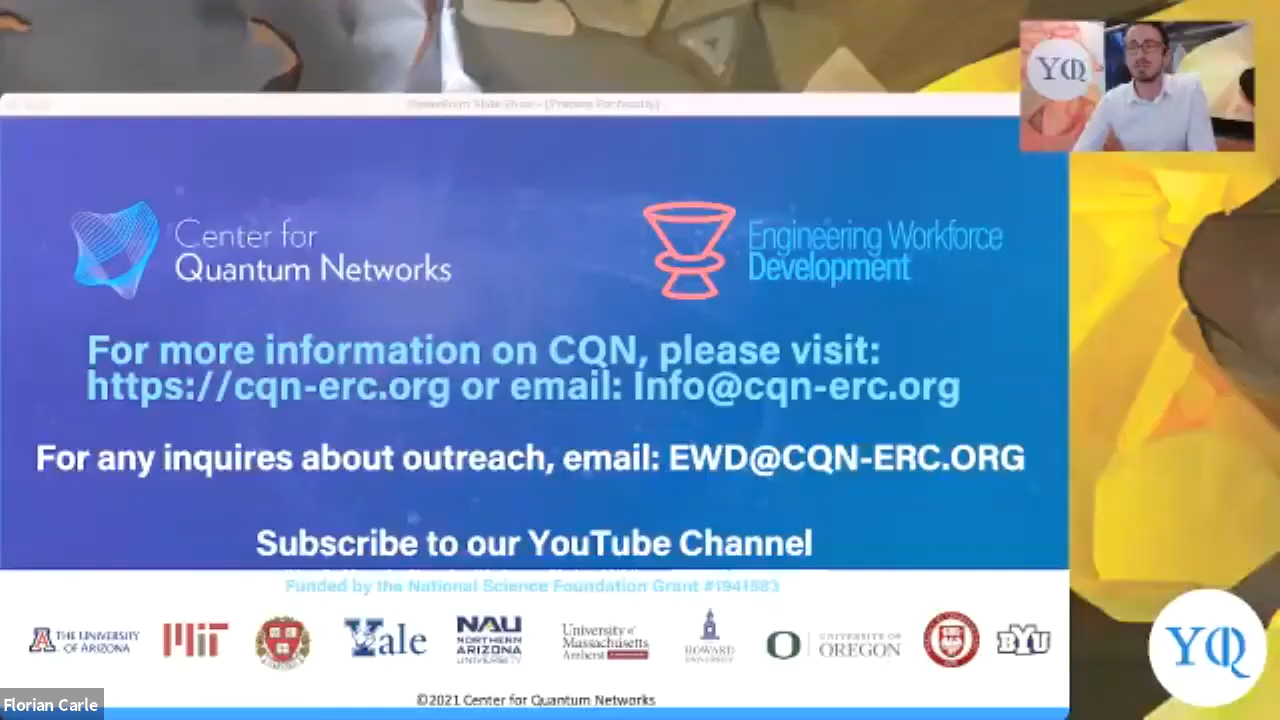 YQ
Center for
Quantum Networks
Engineering Workforce
Development
For more information on CQN, please visit:
https://cqn-erc.org or email: Info@cqn-erc.org
For any inquires about outreach, email: EWD@CQN-ERC.ORG
Subscribe to our YouTube Channel
Funded by the National Science Foundation Grant #1941583
THE UNIVERSITY
OF ARIZONA
MIT
Yale
NAU
NORTHERN
ARIZONA
UNIVERSITY
University of
Massachusetts
Amherst
HOWARD
UNIVERSITY
UNIVERSITY OF
OREGON
BYU
©2021 Center for Quantum Networks
YQ
Florian Carle